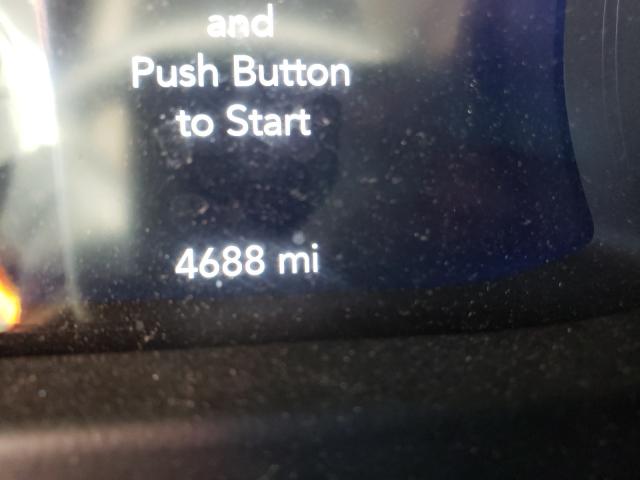 and
Push Button
to Start
4688 mi